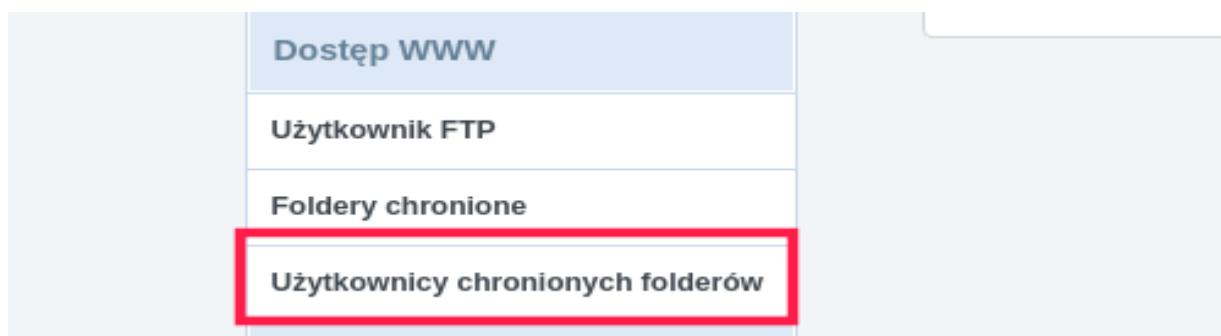 Dostęp WWW
Użytkownik FTP
Foldery chronione
Użytkownicy chronionych folderów